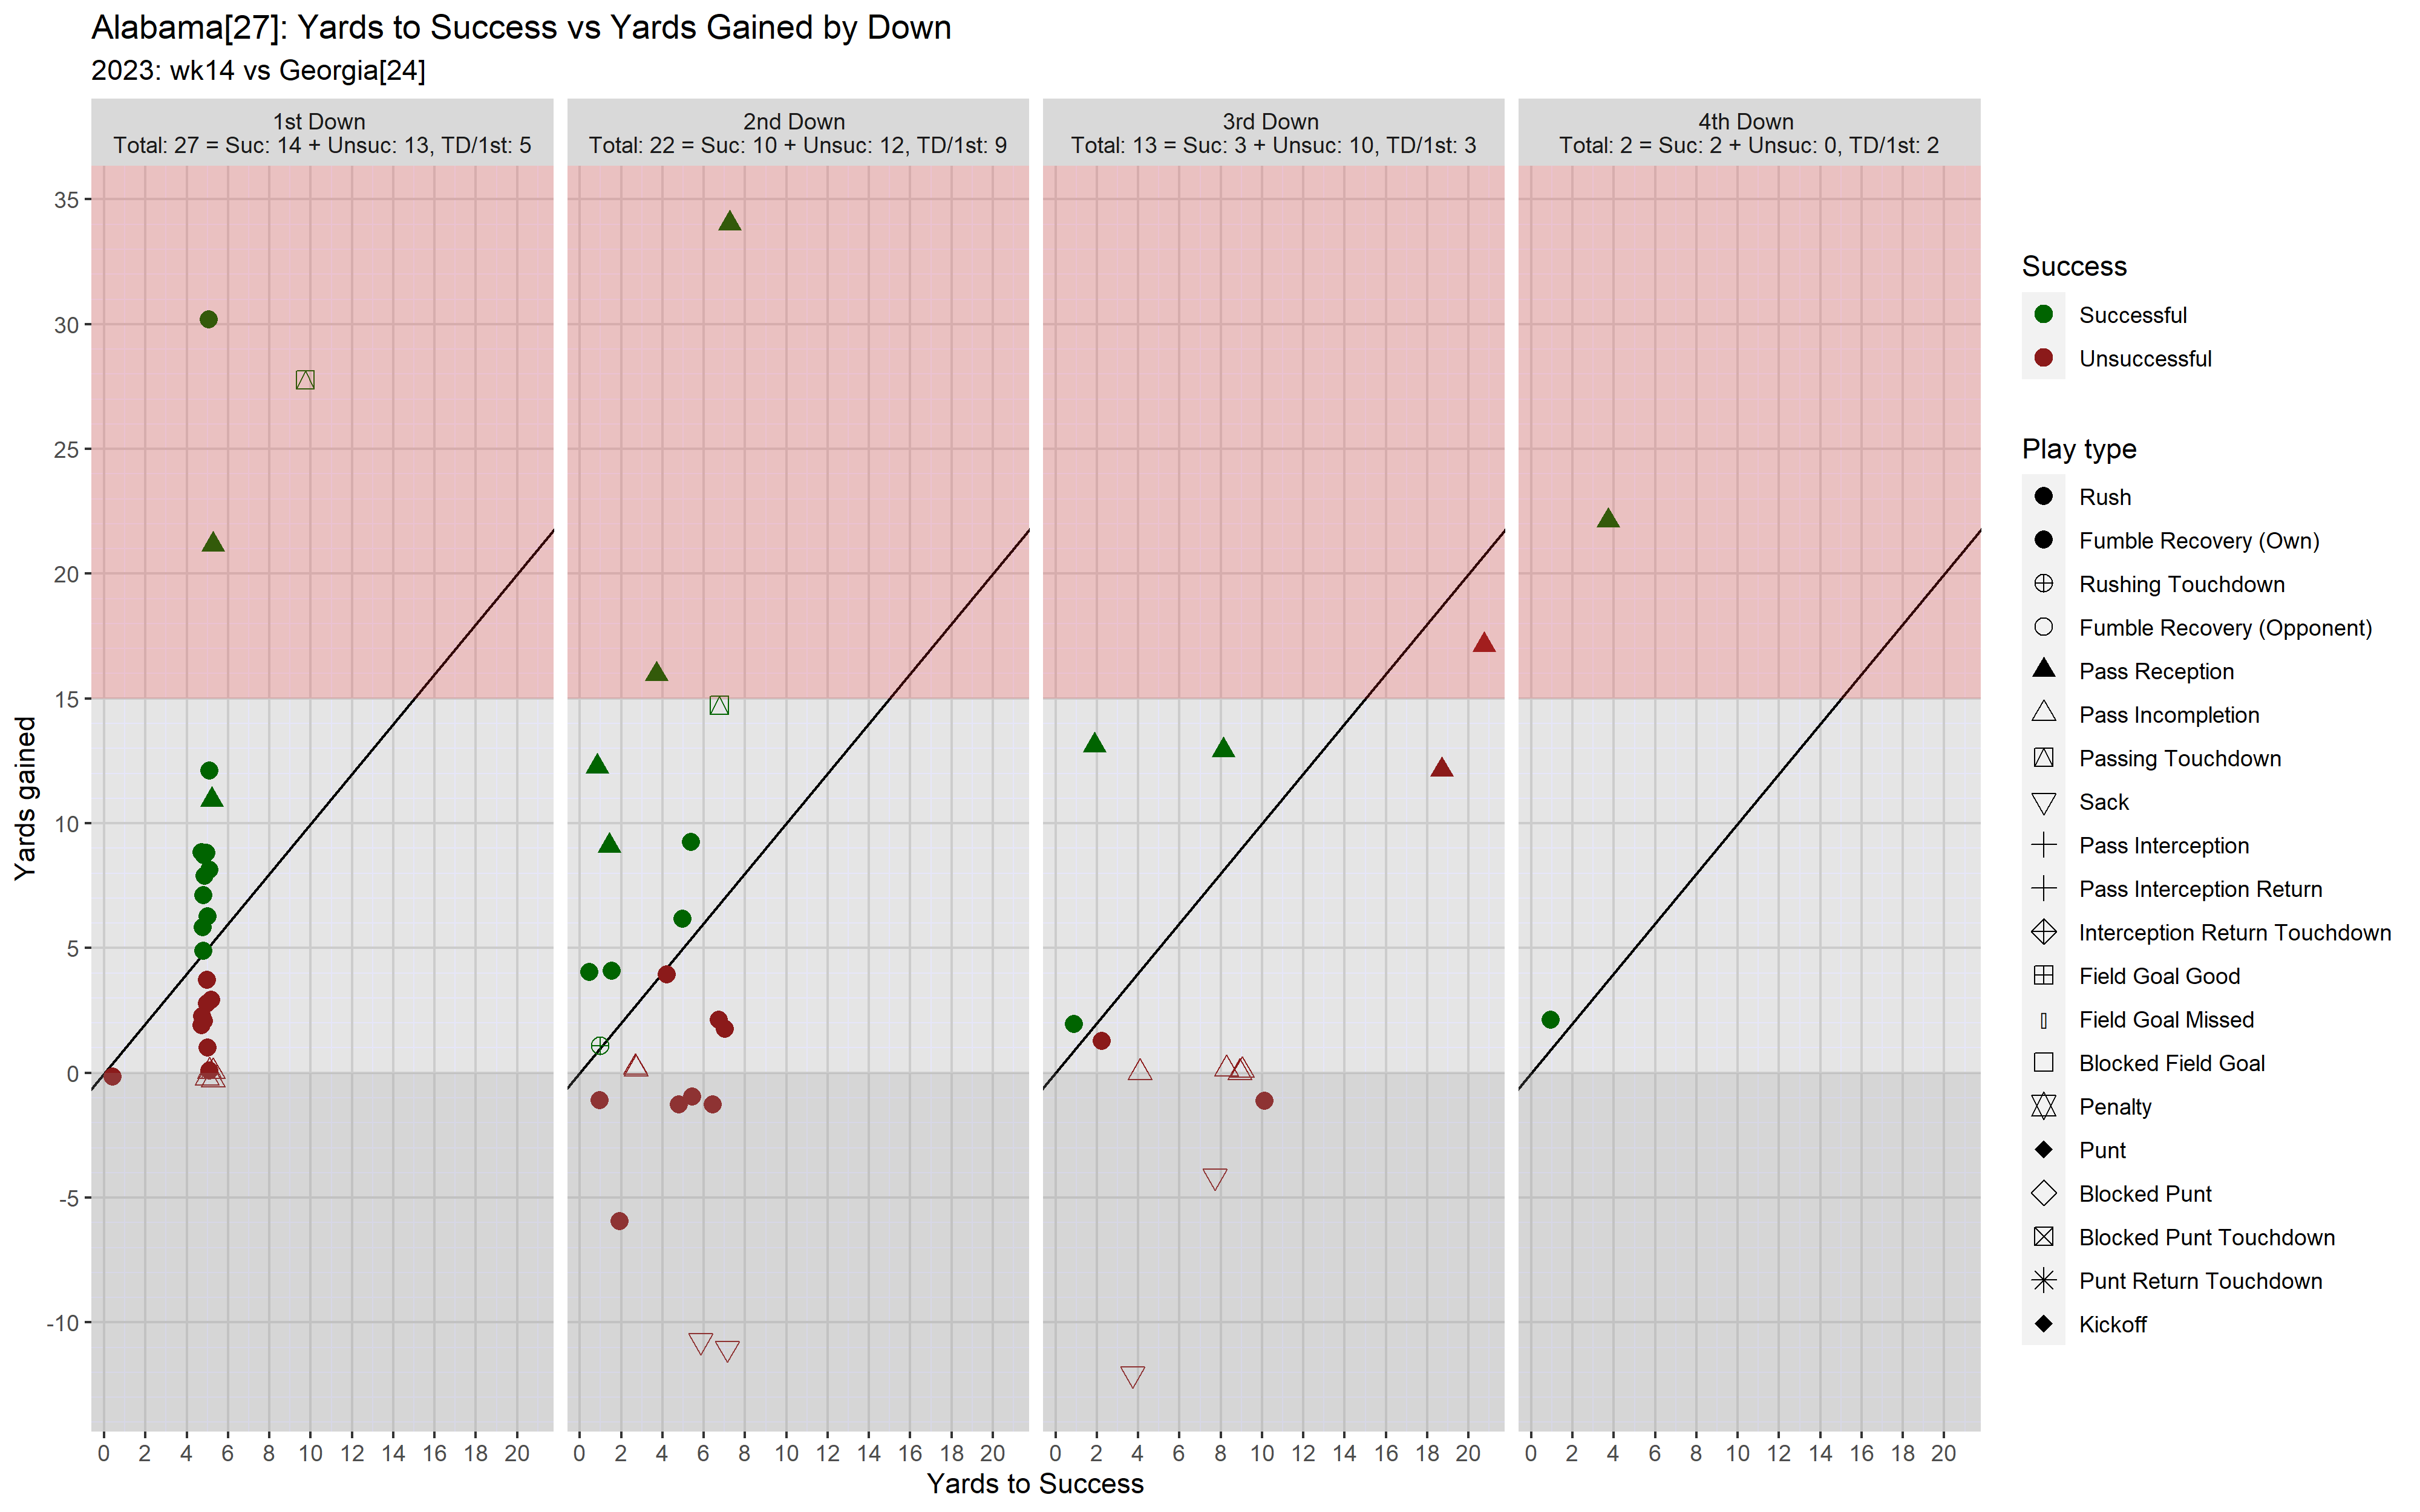 Alabama[27]: Yards to Success vs Yards Gained by Down
2023: wk14 vs Georgia[24]
1st Down
Total: 27 = Suc: 14 + Unsuc: 13, TD/1st: 5
2nd Down
Total: 22 = Suc: 10 + Unsuc: 12, TD/1st: 9
3rd Down
Total: 13 = Suc: 3 + Unsuc: 10, TD/1st: 3
4th Down
Total: 2 = Suc: 2 + Unsuc: 0, TD/1st: 2
Yards gained
35
30
25
20
15
10
5
0
-5
-10
0 2 4 6 8 10 12 14 16 18 20
0 2 4 6 8 10 12 14 16 18 20
0 2 4 6 8 10 12 14 16 18 20
0 2 4 6 8 10 12 14 16 18 20
Yards to Success
Success
Successful
Unsuccessful
Play type
Rush
Fumble Recovery (Own)
Rushing Touchdown
Fumble Recovery (Opponent)
Pass Reception
Pass Incompletion
Passing Touchdown
Sack
Pass Interception
Pass Interception Return
Interception Return Touchdown
Field Goal Good
Field Goal Missed
Blocked Field Goal
Penalty
Punt
Blocked Punt
Blocked Punt Touchdown
Punt Return Touchdown
Kickoff